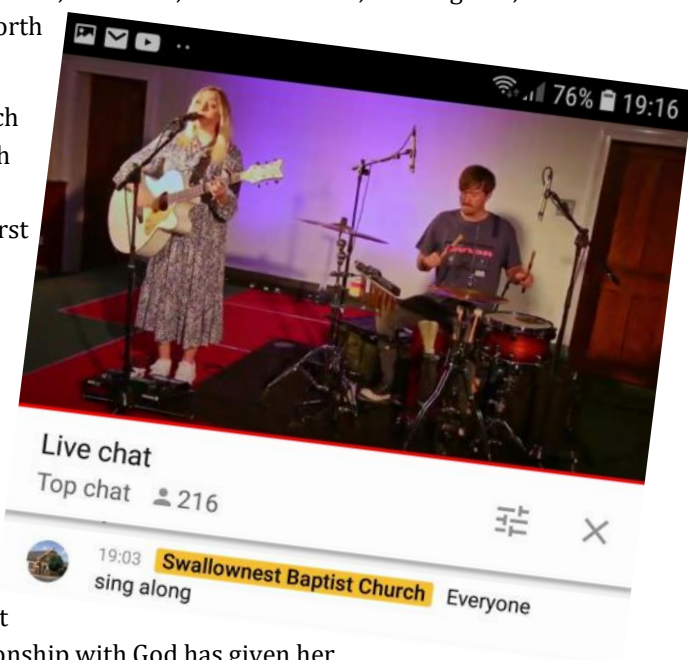 orth
76% 19:16
ch
h
rst
Live chat
Top chat 216
19:03 Swallownest Baptist Church Everyone
sing along
t
onship with God has given her